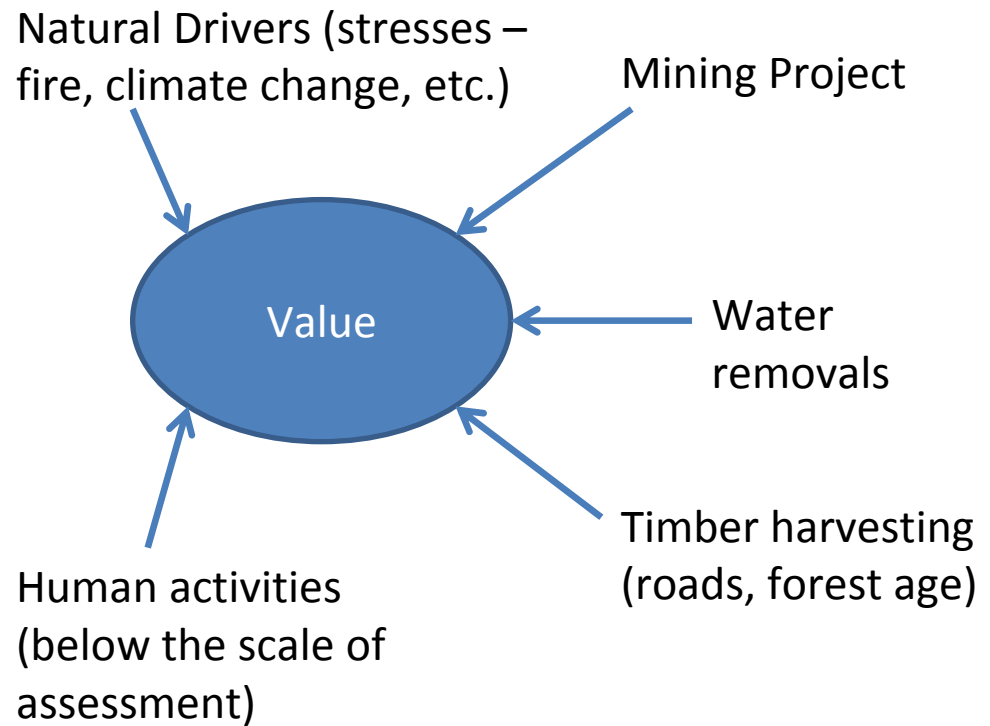 Natural Drivers (stresses –
fire, climate change, etc.)
Mining Project
Value
Water
removals
Timber harvesting
(roads, forest age)
Human activities
(below the scale of
assessment)